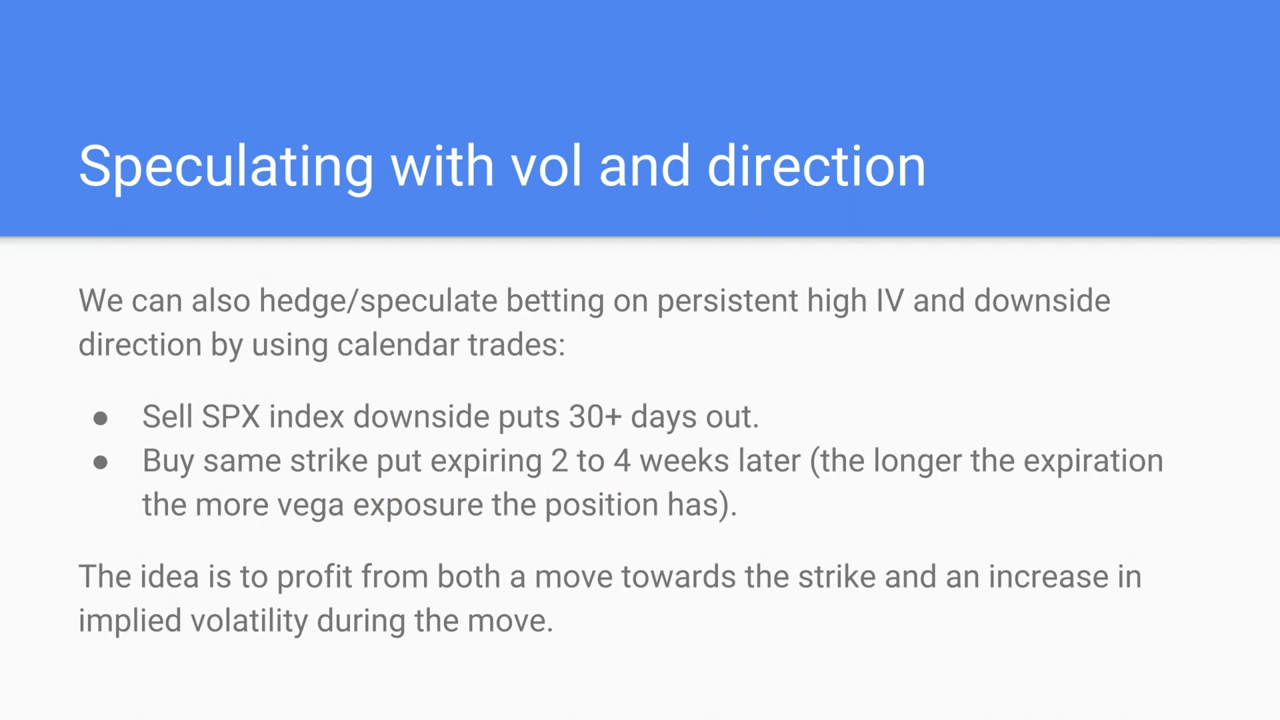 Speculating with vol and direction
We can also hedge/speculate betting on persistent high IV and downside
direction by using calendar trades:
● Sell SPX index downside puts 30+ days out.
● Buy same strike put expiring 2 to 4 weeks later (the longer the expiration
the more vega exposure the position has).
The idea is to profit from both a move towards the strike and an increase in
implied volatility during the move.